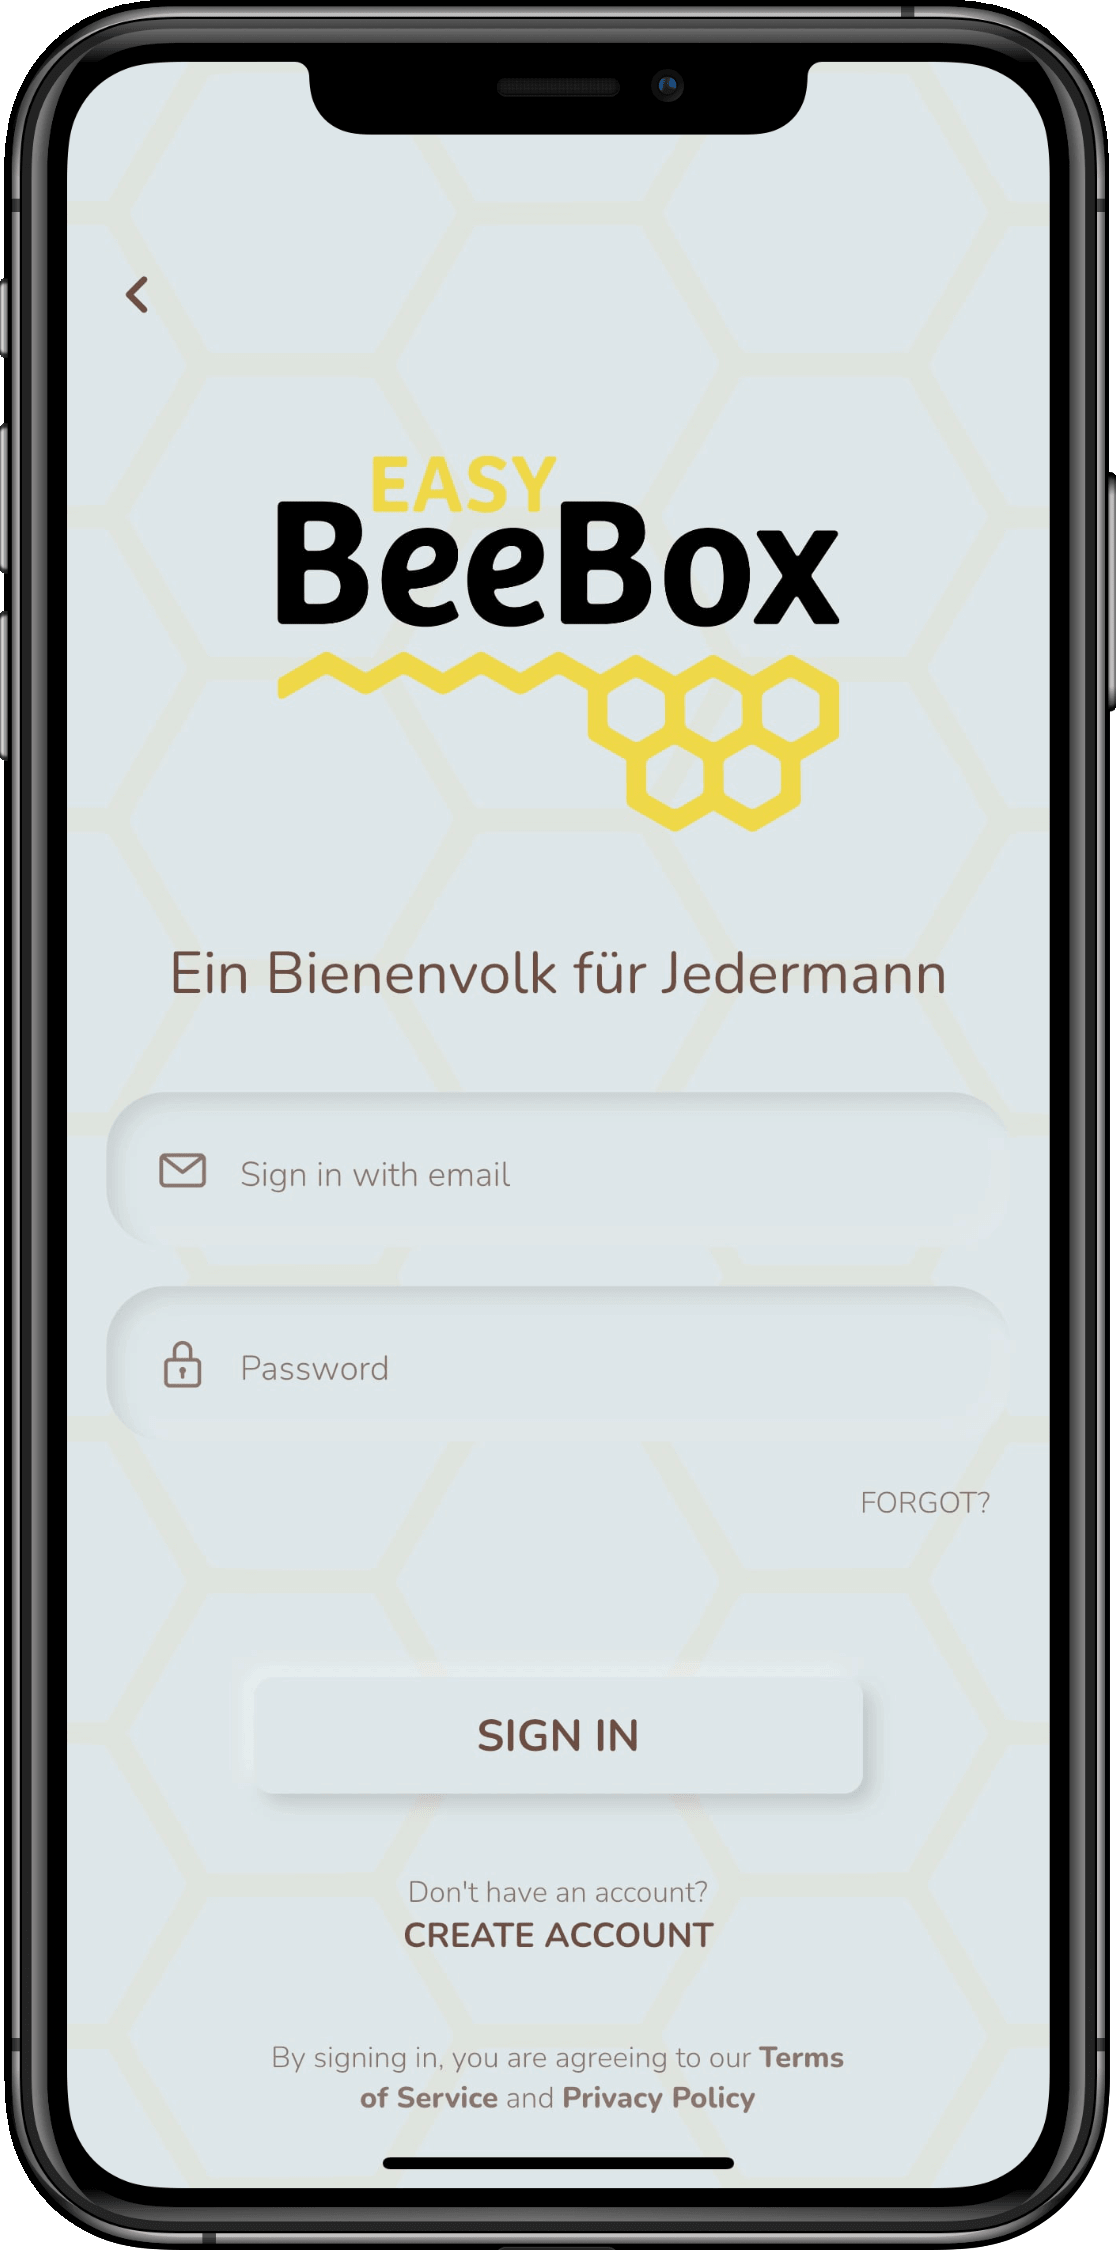 EASY
BeeBox
Ein Bienenvolk für Jedermann
Sign in with email
Password
FORGOT?
SIGN IN
Don't have an account?
CREATE ACCOUNT
By signing in, you are agreeing to our Terms
of Service and Privacy Policy